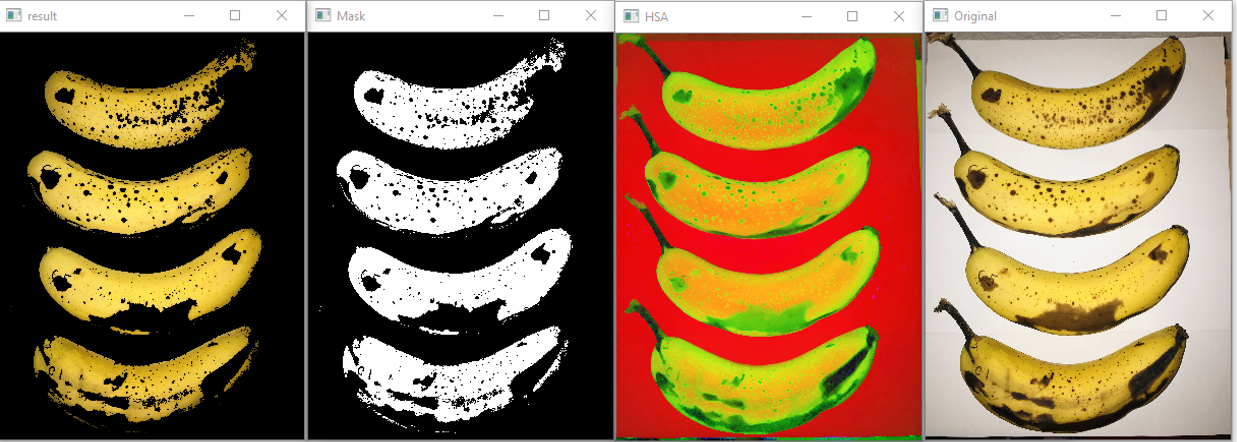 result
Mask
HSA
Original